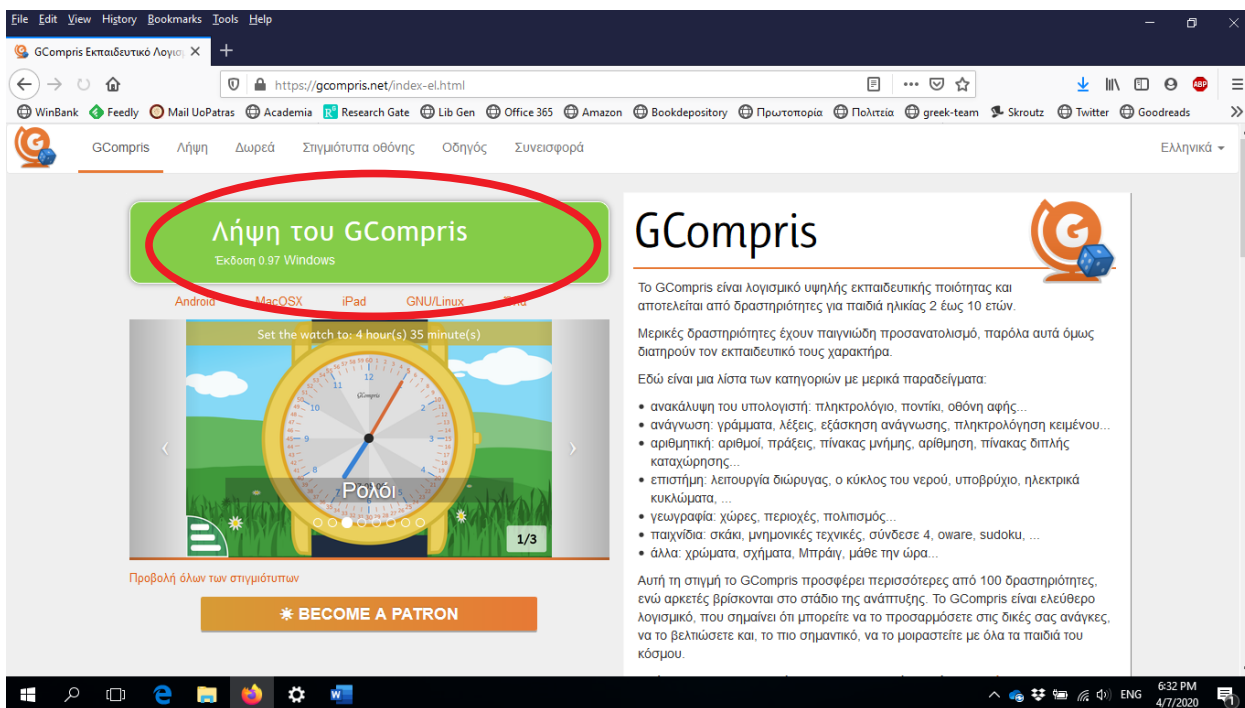 File Edit View History Bookmarks Tools Help
GCompris Εκπαιδευτικό Λογισ
https://gcompris.net/index-el.html
ABP
WinBank Feedly Mail UoPatras Academia Research Gate Lib Gen Office 365 Amazon Bookdepository Πρωτοπορία Πολιτεία greek-team Skroutz Twitter Goodreads
GCompris Λήψη Δωρεά Στιγμιότυπα οθόνης Οδηγός Συνεισφορά Ελληνικά
Λήψη του GCompris
Έκδοση 0.97 Windows
Android MacOSX iPad GNU/Linux
Set the watch to: 4 hour(s) 35 minute(s)
GCompris
Ρολόι
1/3
Προβολή όλων των στιγμιότυπων
BECOME A PATRON
GCompris
Το GCompris είναι λογισμικό υψηλής εκπαιδευτικής ποιότητας και
αποτελείται από δραστηριότητες για παιδιά ηλικίας 2 έως 10 ετών.
Μερικές δραστηριότητες έχουν παιγνιώδη προσανατολισμό, παρόλα αυτά όμως
διατηρούν τον εκπαιδευτικό τους χαρακτήρα.
Εδώ είναι μια λίστα των κατηγοριών με μερικά παραδείγματα:
• ανακάλυψη του υπολογιστή: πληκτρολόγιο, ποντίκι, οθόνη αφής...
• ανάγνωση: γράμματα, λέξεις, εξάσκηση ανάγνωσης, πληκτρολόγηση κειμένου...
• αριθμητική: αριθμοί, πράξεις, πίνακας μνήμης, αρίθμηση, πίνακας διπλής
καταχώρησης...
• επιστήμη: λειτουργία διώρυγας, ο κύκλος του νερού, υποβρύχιο, ηλεκτρικά
κυκλώματα, ...
• γεωγραφία: χώρες, περιοχές, πολιτισμός...
• παιχνίδια: σκάκι, μνημονικές τεχνικές, σύνδεσε 4, oware, sudoku, ...
• άλλα: χρώματα, σχήματα, Μπράιγ, μάθε την ώρα...
Αυτή τη στιγμή το GCompris προσφέρει περισσότερες από 100 δραστηριότητες,
ενώ αρκετές βρίσκονται στο στάδιο της ανάπτυξης. Το GCompris είναι ελεύθερο
λογισμικό, που σημαίνει ότι μπορείτε να το προσαρμόσετε στις δικές σας ανάγκες,
να το βελτιώσετε και, το πιο σημαντικό, να το μοιραστείτε με όλα τα παιδιά του
κόσμου.
ENG 6:32 PM
4/7/2020